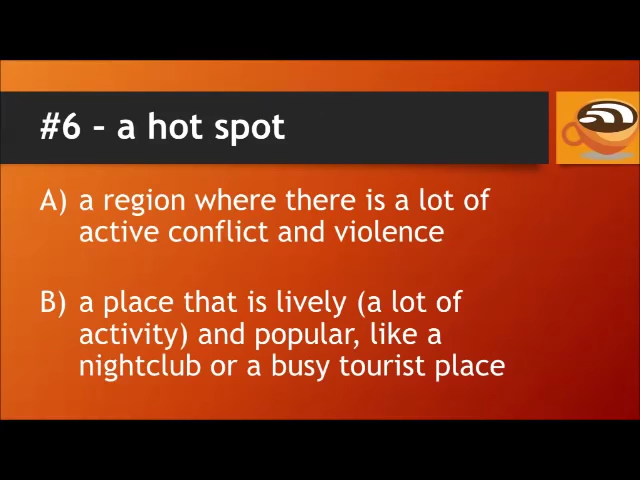 #6 – a hot spot
A) a region where there is a lot of
active conflict and violence
B) a place that is lively (a lot of
activity) and popular, like a
nightclub or a busy tourist place